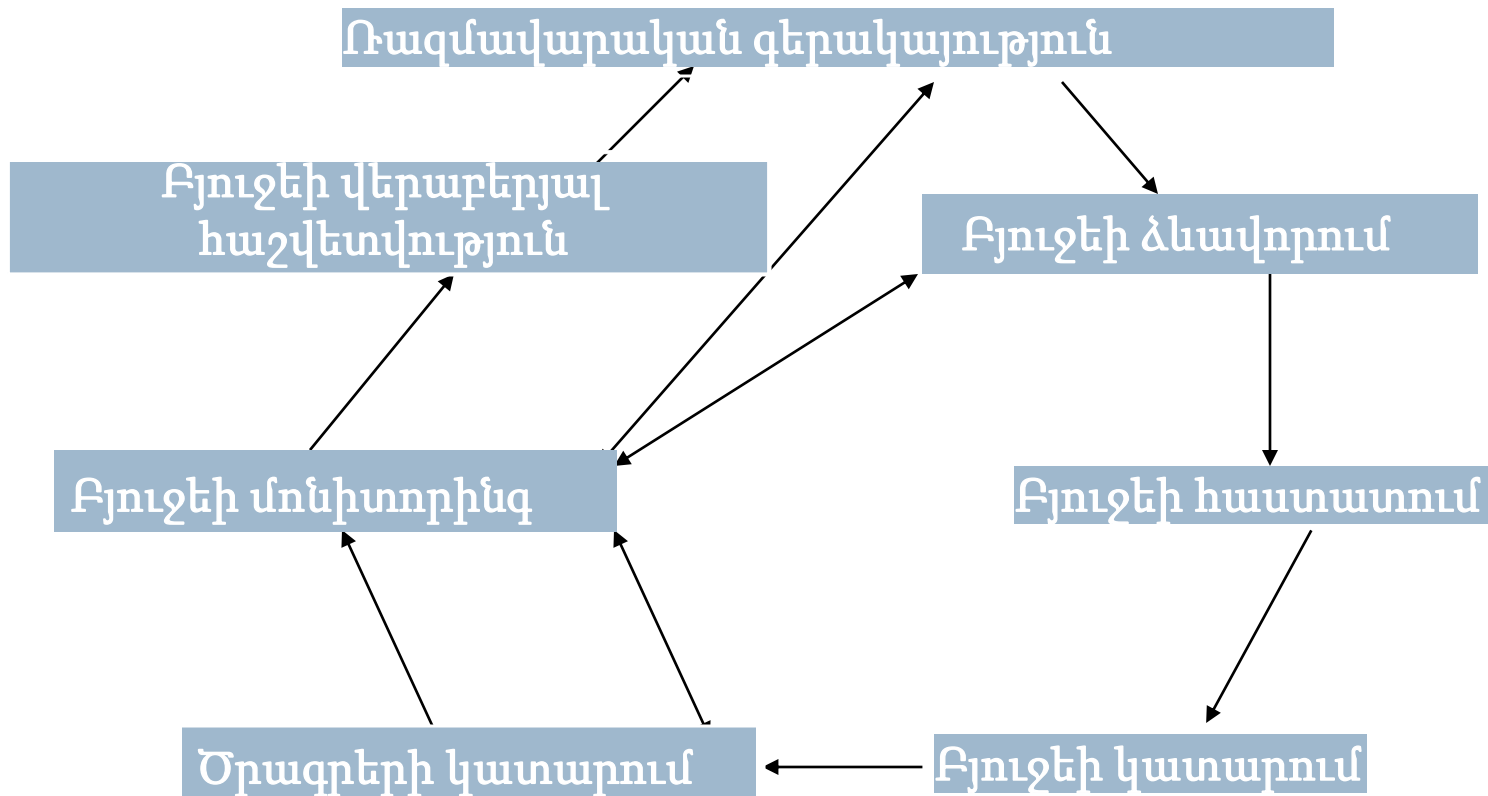 Ռազմավարական գերակայություն
Բյուջեի վերաբերյալ
հաշվետվություն
Բյուջեի ձևավորում
Բյուջեի մոնիտորինգ
Բյուջեի հաստատում
Ծրագրերի կատարում
Բյուջեի կատարում